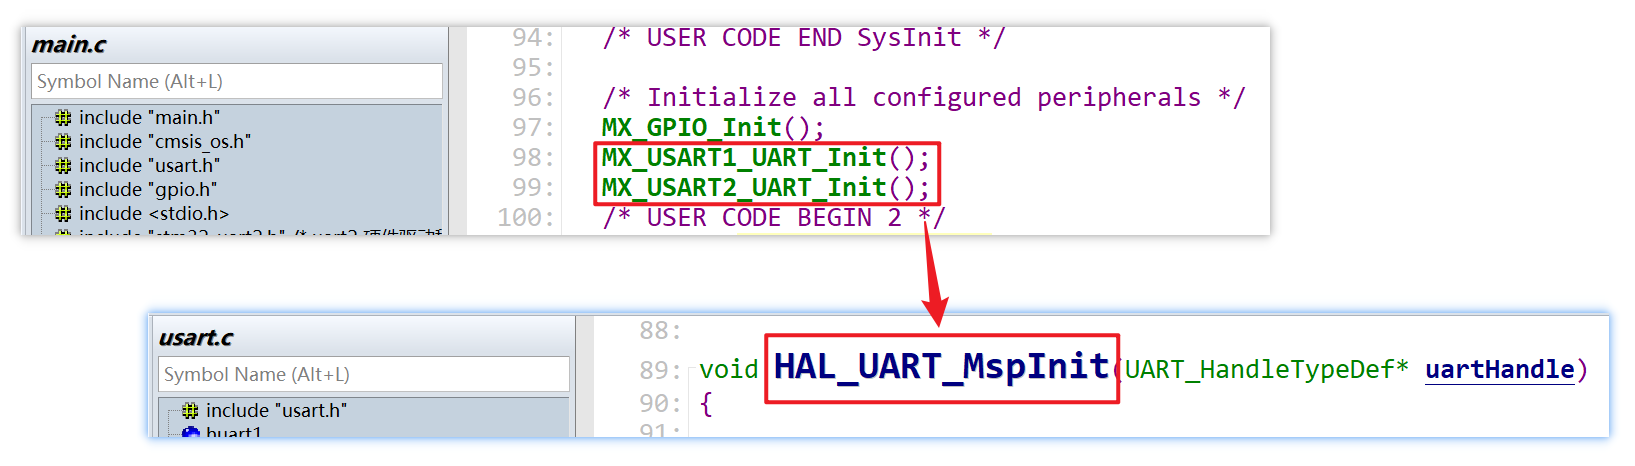 main.c
Symbol Name (Alt+L)
include "main.h"
include "cmsis_os.h"
include "usart.h"
include "gpio.h"
include <stdio.h>
94: /* USER CODE END SysInit */
95:
96: /* Initialize all configured peripherals */
97: MX_GPIO_Init();
98: MX_USART1_UART_Init();
99: MX_USART2_UART_Init();
100: /* USER CODE BEGIN 2 */
usart.c
Symbol Name (Alt+L)
include "usart.h"
huart1
88:
89: void HAL_UART_MspInit(UART_HandleTypeDef* uartHandle)
90: {
91: